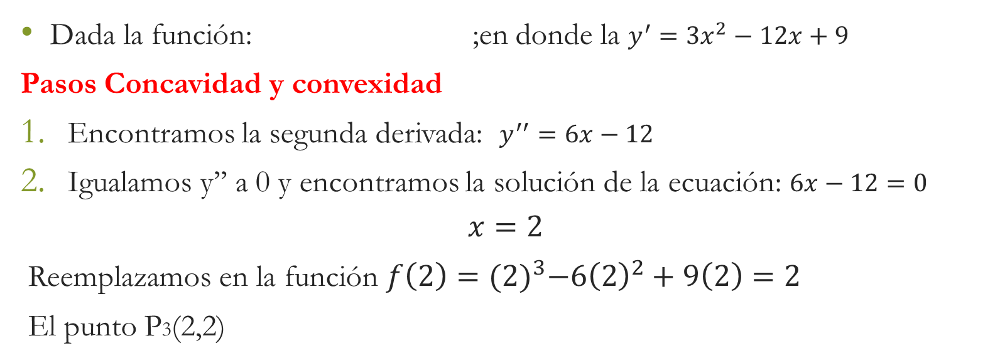 • Dada la función: ;en donde la y′ = 3x² − 12x + 9
Pasos Concavidad y convexidad
1. Encontramos la segunda derivada: y′′ = 6x − 12
2. Igualamos y” a 0 y encontramos la solución de la ecuación: 6x − 12 = 0
x = 2
Reemplazamos en la función f(2) = (2)³−6(2)² + 9(2) = 2
El punto P₃(2,2)